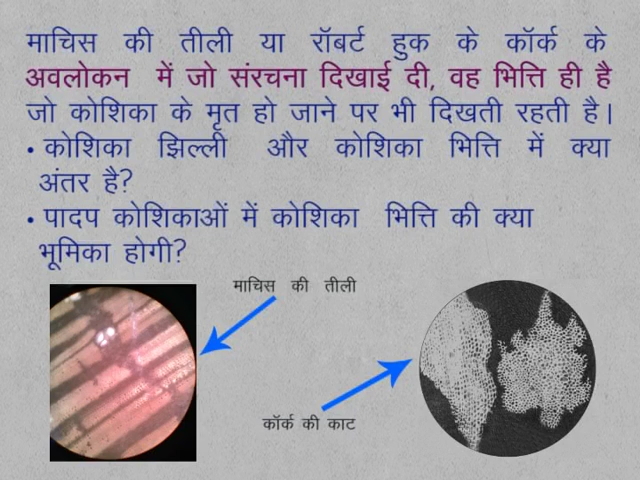 माचिस की तीली या रॉबर्ट हुक के कॉर्क के
अवलोकन में जो संरचना दिखाई दी, वह भित्ति ही है
जो कोशिका के मृत हो जाने पर भी दिखती रहती है।
• कोशिका झिल्ली और कोशिका भित्ति में क्या
अंतर है?
• पादप कोशिकाओं में कोशिका भित्ति की क्या
भूमिका होगी?
माचिस की तीली
कॉर्क की काट